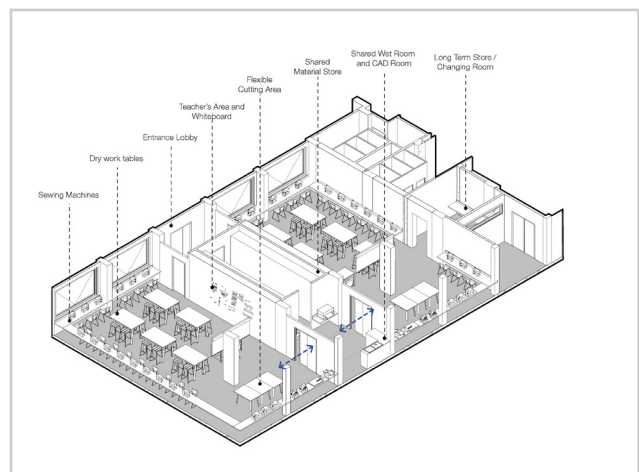 Sewing Machines
Dry work tables
Entrance Lobby
Teacher's Area and
Whiteboard
Flexible
Cutting Area
Shared
Material Store
Shared Wet Room
and CAD Room
Long Term Store /
Changing Room